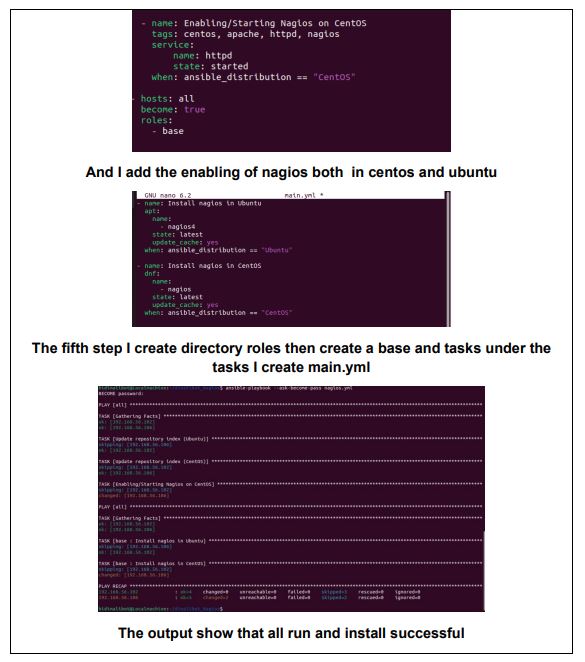 - name: Enabling/Starting Nagios on CentOS
tags: centos, apache, httpd, nagios
service:
name: httpd
state: started
when: ansible_distribution == "CentOS"
- hosts: all
become: true
roles:
- base
And I add the enabling of nagios both in centos and ubuntu
GNU nano 6.2 main.yml *
- name: Install nagios in Ubuntu
apt:
name:
- nagios4
state: latest
update_cache: yes
when: ansible_distribution == "Ubuntu"
- name: Install nagios in CentOS
dnf:
name:
- nagios
state: latest
update_cache: yes
when: ansible_distribution == "CentOS"
The fifth step I create directory roles then create a base and tasks under the
tasks I create main.yml
$ ansible-playbook --ask-become-pass nagios.yml
BECOME password:
PLAY [all] ****
TASK [Gathering Facts] ****
ok: [192.168.56.102]
ok: [192.168.56.106]
TASK [Update repository index (Ubuntu)] ****
skipping: [192.168.56.106]
ok: [192.168.56.102]
TASK [Update repository index (CentOS)] ****
skipping: [192.168.56.102]
ok: [192.168.56.106]
TASK [Enabling/Starting Nagios on CentOS] ****
skipping: [192.168.56.102]
changed: [192.168.56.106]
PLAY [all] ****
TASK [Gathering Facts] ****
ok: [192.168.56.102]
ok: [192.168.56.106]
TASK [base : Install nagios in Ubuntu] ****
skipping: [192.168.56.106]
ok: [192.168.56.102]
TASK [base : Install nagios in CentOS] ****
skipping: [192.168.56.102]
changed: [192.168.56.106]
PLAY RECAP ****
192.168.56.102 : ok=4 changed=0 unreachable=0 failed=0 skipped=3 rescued=0 ignored=0
192.168.56.106 : ok=5 changed=2 unreachable=0 failed=0 skipped=2 rescued=0 ignored=0
The output show that all run and install successful